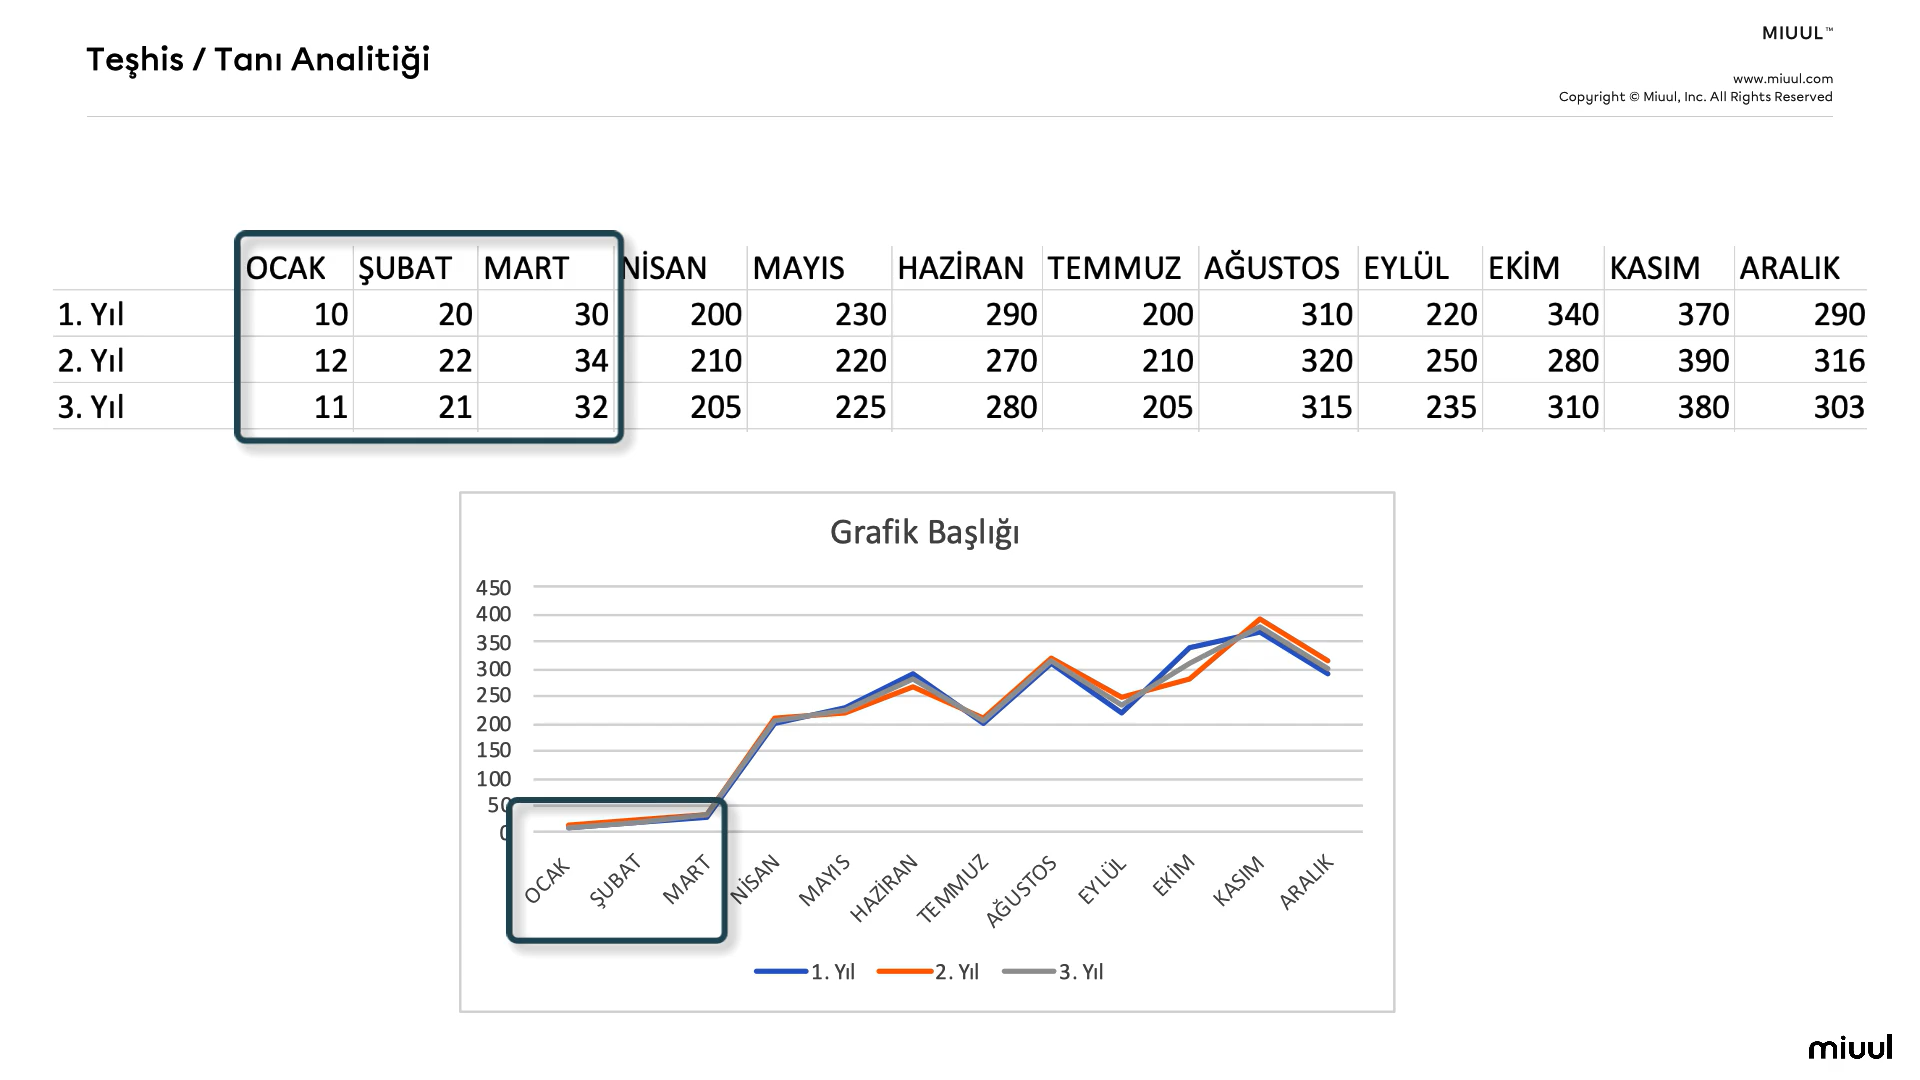 Teşhis / Tanı Analitiği
MIUUL™
www.miuul.com
Copyright © Miuul, Inc. All Rights Reserved
OCAK ŞUBAT MART NİSAN MAYIS HAZİRAN TEMMUZ AĞUSTOS EYLÜL EKİM KASIM ARALIK
1. Yıl 10 20 30 200 230 290 200 310 220 340 370 290
2. Yıl 12 22 34 210 220 270 210 320 250 280 390 316
3. Yıl 11 21 32 205 225 280 205 315 235 310 380 303
Grafik Başlığı
450
400
350
300
250
200
150
100
50
0
OCAK ŞUBAT MART NİSAN MAYIS HAZİRAN TEMMUZ AĞUSTOS EYLÜL EKİM KASIM ARALIK
1. Yıl 2. Yıl 3. Yıl
miuul